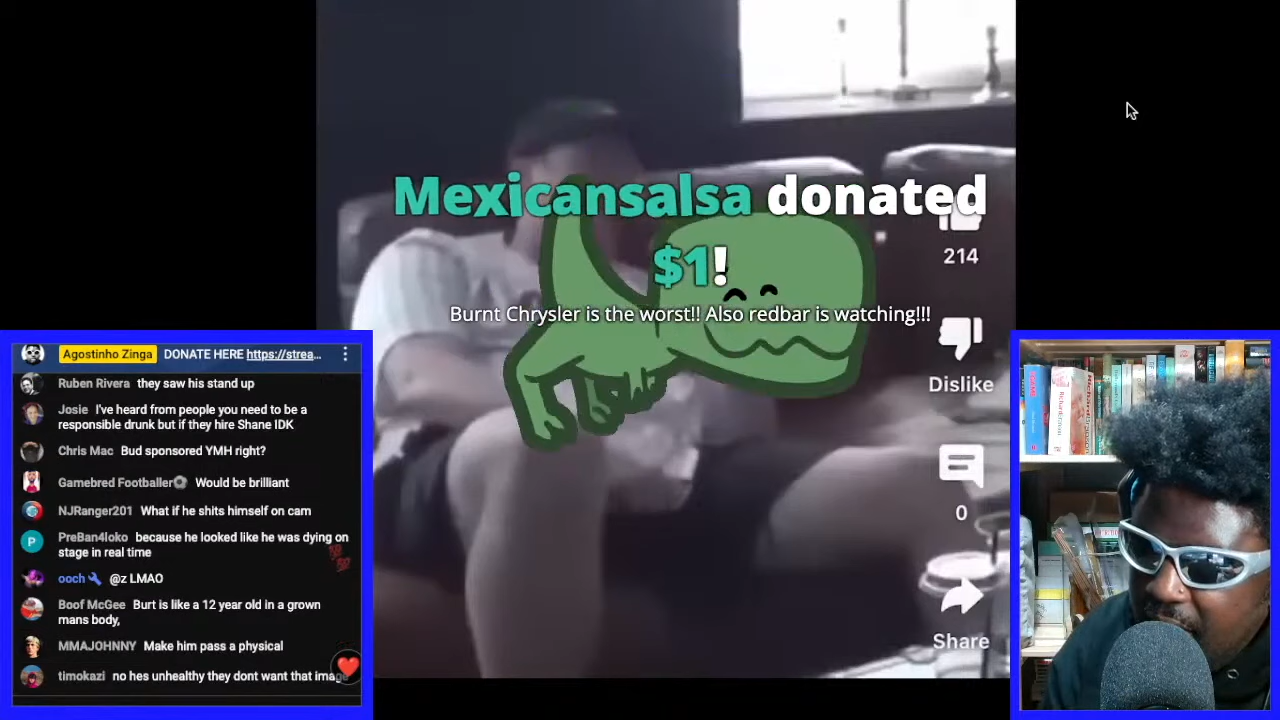 Mexicansalsa donated
$1!
Burnt Chrysler is the worst!! Also redbar is watching!!!
214
Dislike
0
Share
Agostinho Zinga DONATE HERE https://strea...
Ruben Rivera they saw his stand up
Josie I've heard from people you need to be a
responsible drunk but if they hire Shane IDK
Chris Mac Bud sponsored YMH right?
Gamebred Footballer⚽ Would be brilliant
NJRanger201 What if he shits himself on cam
P PreBan4loko because he looked like he was dying on
stage in real time
ooch @z LMAO
Boof McGee Burt is like a 12 year old in a grown
mans body,
MMAJOHNNY Make him pass a physical
timokazi no hes unhealthy they dont want that imag